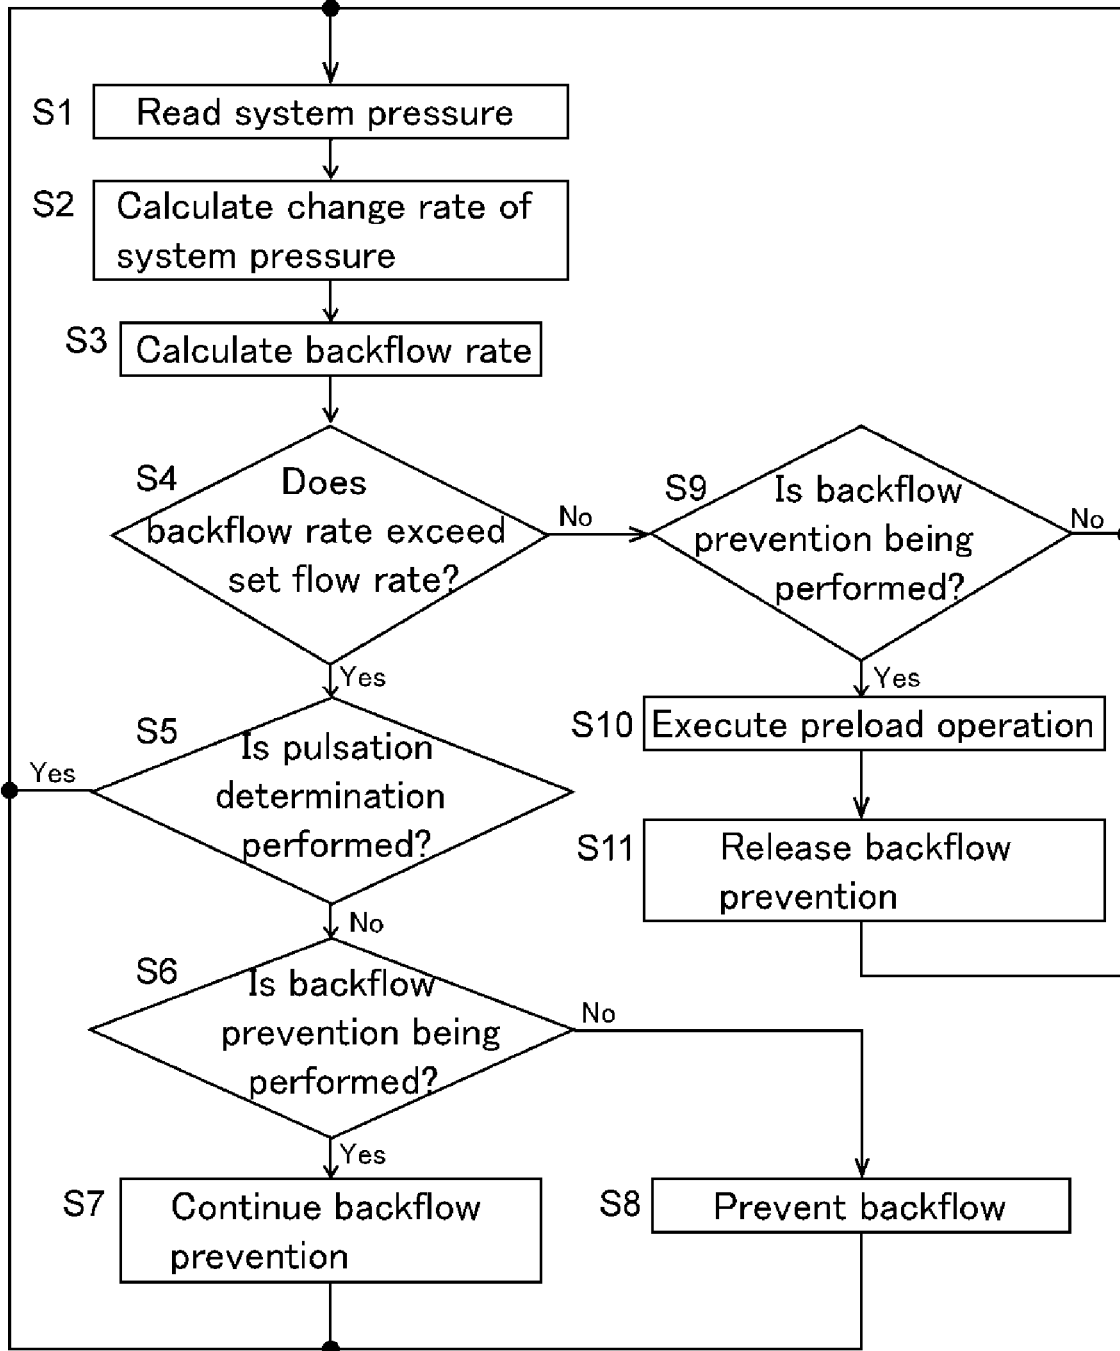 S1
Read system pressure
S2
Calculate change rate of
system pressure
S3
Calculate backflow rate
S4
Does
backflow rate exceed
set flow rate?
No
Yes
S9
Is backflow
prevention being
performed?
No
Yes
S5
Is pulsation
determination
performed?
Yes
No
S10
Execute preload operation
S11
Release backflow
prevention
S6
Is backflow
prevention being
performed?
No
Yes
S7
Continue backflow
prevention
S8
Prevent backflow